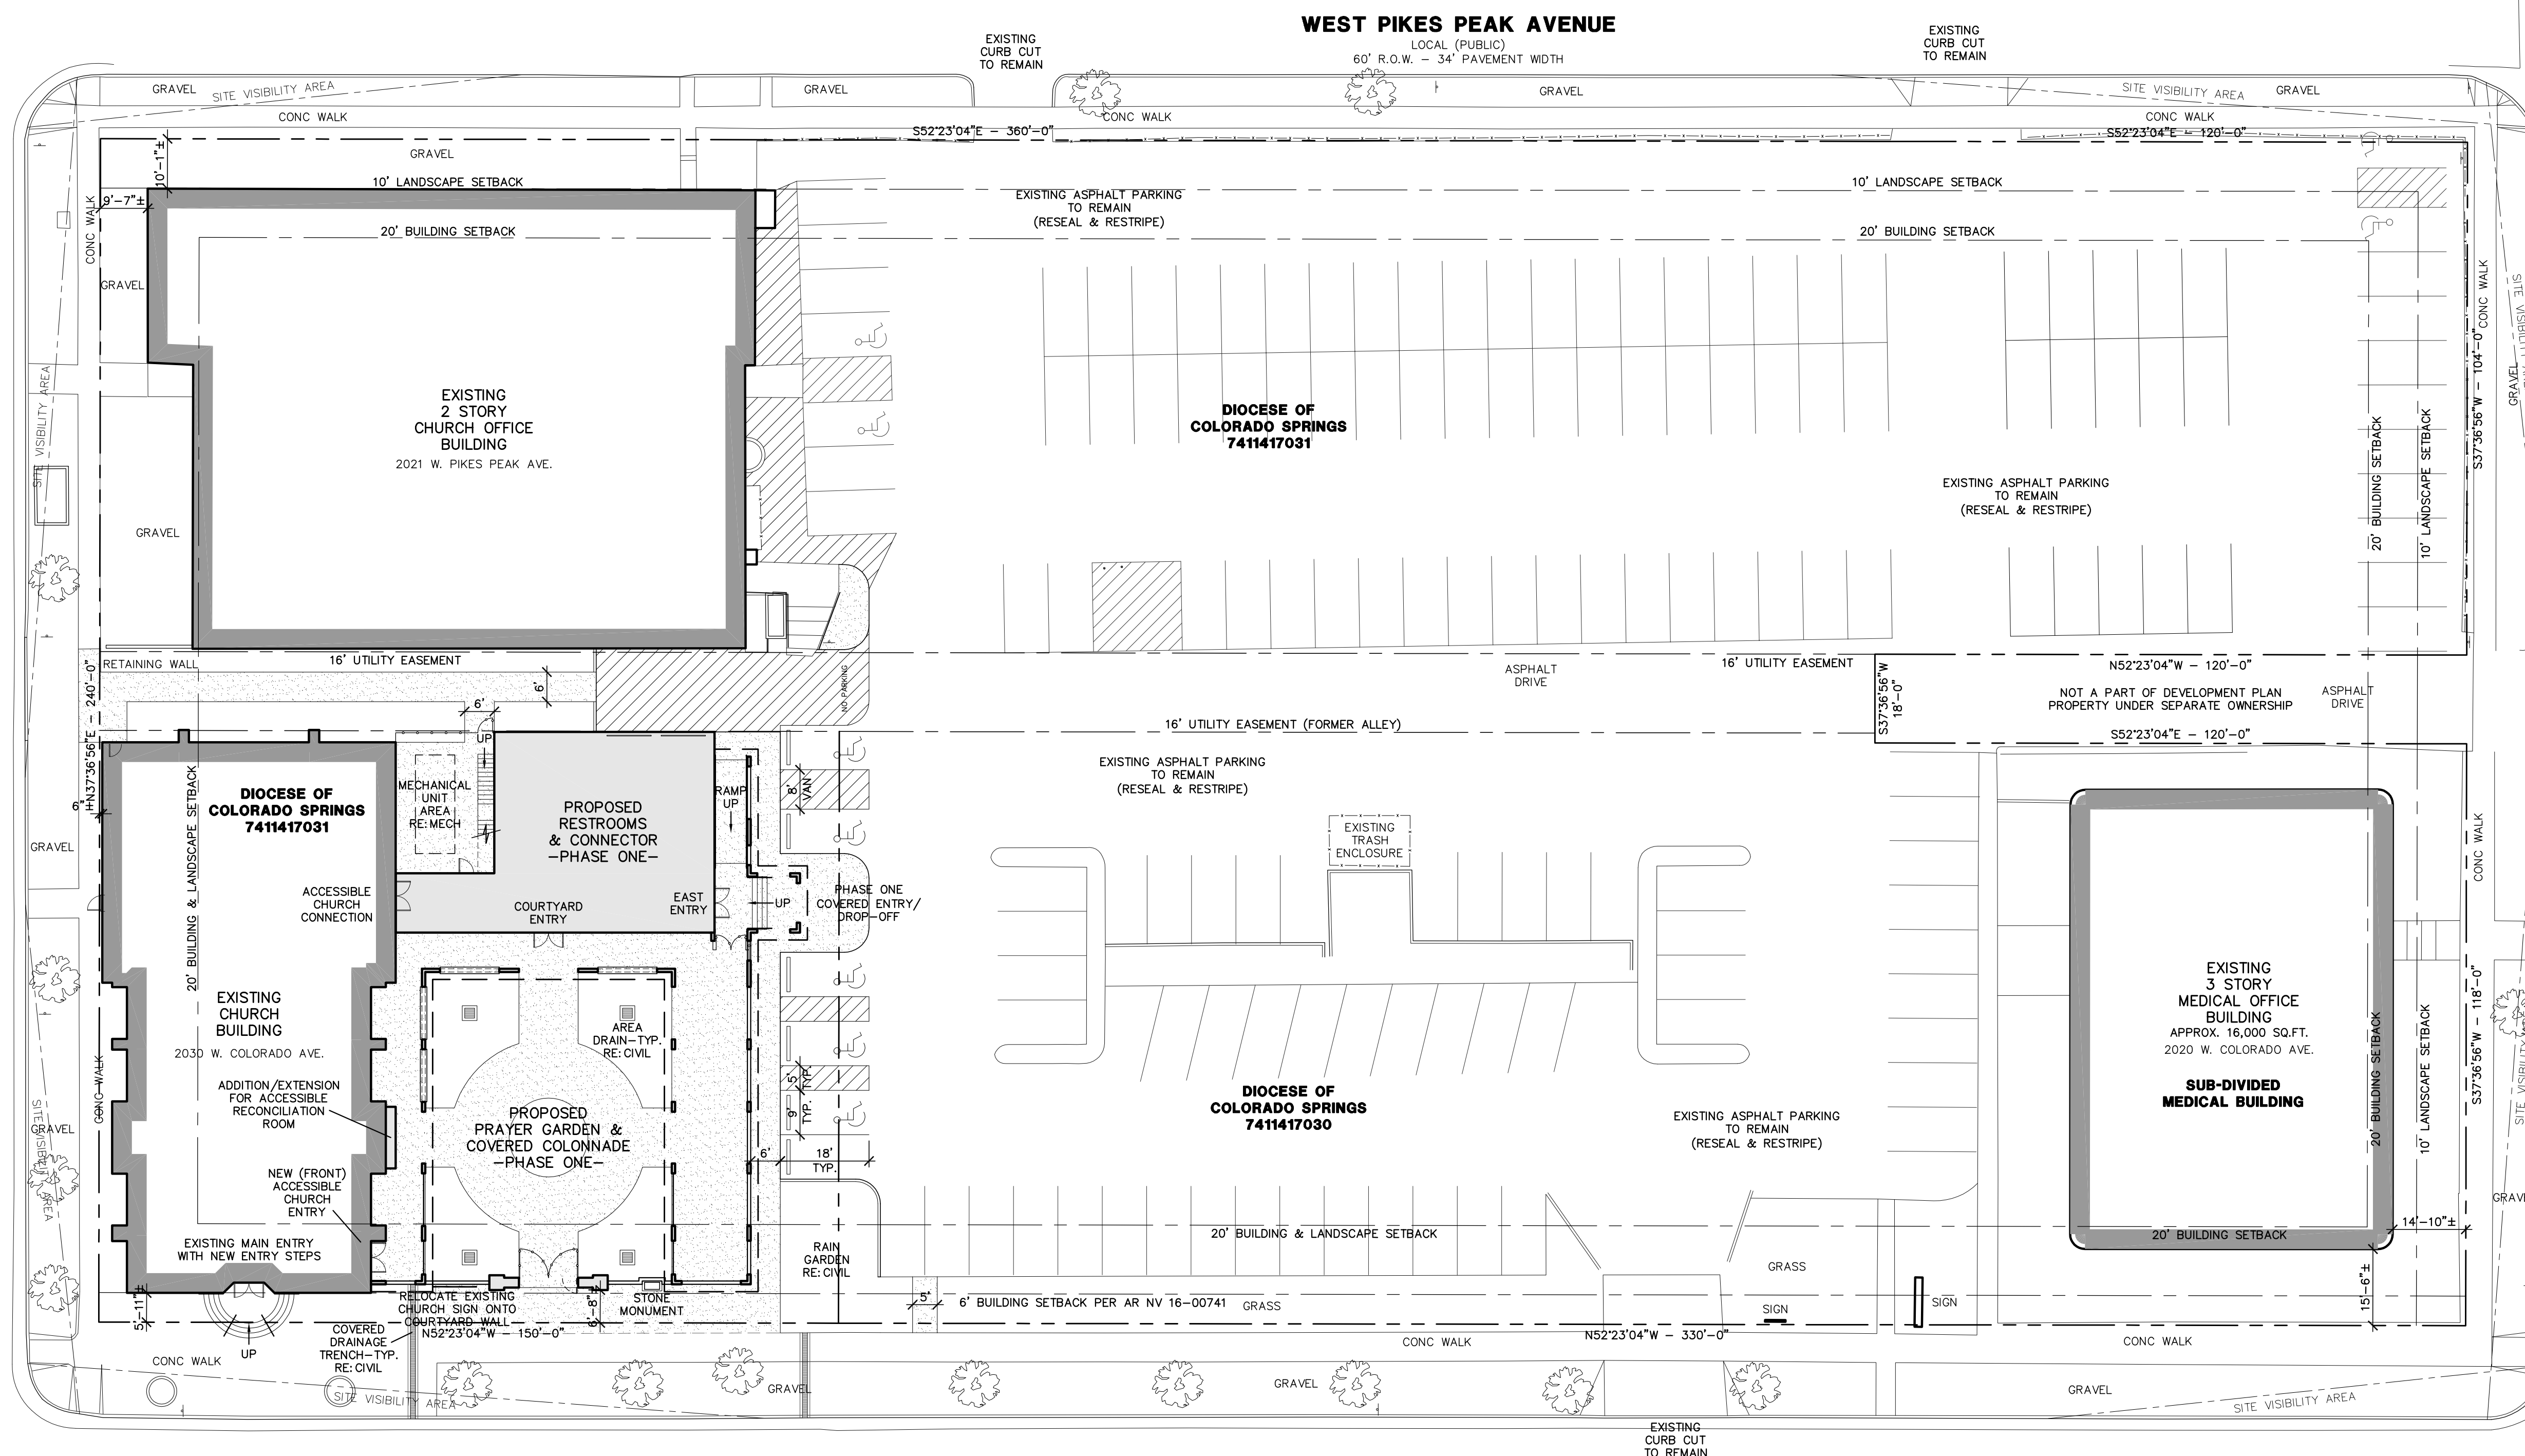 WEST PIKES PEAK AVENUE
LOCAL (PUBLIC)
60' R.O.W. – 34' PAVEMENT WIDTH
EXISTING
CURB CUT
TO REMAIN
EXISTING
CURB CUT
TO REMAIN
GRAVEL
SITE VISIBILITY AREA
GRAVEL
GRAVEL
SITE VISIBILITY AREA
GRAVEL
CONC WALK
CONC WALK
CONC WALK
S52°23'04"E – 360'-0"
S52°23'04"E – 120'-0"
10'-1"±
GRAVEL
10' LANDSCAPE SETBACK
10' LANDSCAPE SETBACK
9'-7"±
CONC WALK
EXISTING ASPHALT PARKING
TO REMAIN
(RESEAL & RESTRIPE)
20' BUILDING SETBACK
20' BUILDING SETBACK
GRAVEL
CONC WALK
SITE VISIBILITY AREA
S37°36'56"W – 104'-0"
GRAVEL
EXISTING
2 STORY
CHURCH OFFICE
BUILDING
2021 W. PIKES PEAK AVE.
DIOCESE OF
COLORADO SPRINGS
7411417031
20' BUILDING SETBACK
10' LANDSCAPE SETBACK
EXISTING ASPHALT PARKING
TO REMAIN
(RESEAL & RESTRIPE)
GRAVEL
RETAINING WALL
16' UTILITY EASEMENT
16' UTILITY EASEMENT
ASPHALT
DRIVE
N52°23'04"W – 120'-0"
NOT A PART OF DEVELOPMENT PLAN
PROPERTY UNDER SEPARATE OWNERSHIP
ASPHALT
DRIVE
S37°36'56"W
18'-0"
S52°23'04"E – 120'-0"
NO PARKING
6'
6'
UP
16' UTILITY EASEMENT (FORMER ALLEY)
N37°36'56"E – 240'-0"
6"±
DIOCESE OF
COLORADO SPRINGS
7411417031
20' BUILDING & LANDSCAPE SETBACK
MECHANICAL
UNIT
AREA
RE: MECH
PROPOSED
RESTROOMS
& CONNECTOR
–PHASE ONE–
RAMP
UP
8'
VAN
EXISTING ASPHALT PARKING
TO REMAIN
(RESEAL & RESTRIPE)
EXISTING
TRASH
ENCLOSURE
GRAVEL
CONC WALK
ACCESSIBLE
CHURCH
CONNECTION
COURTYARD
ENTRY
EAST
ENTRY
UP
PHASE ONE
COVERED ENTRY/
DROP-OFF
EXISTING
CHURCH
BUILDING
2030 W. COLORADO AVE.
AREA
DRAIN-TYP.
RE: CIVIL
EXISTING
3 STORY
MEDICAL OFFICE
BUILDING
APPROX. 16,000 SQ.FT.
2020 W. COLORADO AVE.
SUB-DIVIDED
MEDICAL BUILDING
20' BUILDING SETBACK
10' LANDSCAPE SETBACK
S37°36'56"W – 118'-0"
CONC WALK
ADDITION/EXTENSION
FOR ACCESSIBLE
RECONCILIATION
ROOM
5'
TYP.
9'
TYP.
PROPOSED
PRAYER GARDEN &
COVERED COLONNADE
–PHASE ONE–
DIOCESE OF
COLORADO SPRINGS
7411417030
EXISTING ASPHALT PARKING
TO REMAIN
(RESEAL & RESTRIPE)
GRAVEL
SITE VISIBILITY AREA
6'
18'
TYP.
NEW (FRONT)
ACCESSIBLE
CHURCH
ENTRY
EXISTING MAIN ENTRY
WITH NEW ENTRY STEPS
RAIN
GARDEN
RE: CIVIL
20' BUILDING & LANDSCAPE SETBACK
20' BUILDING SETBACK
14'-10"±
GRASS
15'-6"±
5'-11"±
RELOCATE EXISTING
CHURCH SIGN ONTO
COURTYARD WALL
N52°23'04"W – 150'-0"
6'-8"±
STONE
MONUMENT
5'
6' BUILDING SETBACK PER AR NV 16-00741
GRASS
SIGN
SIGN
N52°23'04"W – 330'-0"
COVERED
DRAINAGE
TRENCH-TYP.
RE: CIVIL
UP
CONC WALK
CONC WALK
CONC WALK
SITE VISIBILITY AREA
GRAVEL
GRAVEL
GRAVEL
SITE VISIBILITY AREA
EXISTING
CURB CUT
TO REMAIN